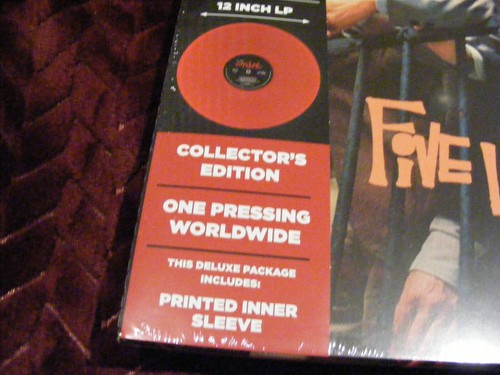 12 INCH LP
COLLECTOR'S
EDITION
ONE PRESSING
WORLDWIDE
THIS DELUXE PACKAGE
INCLUDES:
PRINTED INNER
SLEEVE
FIVE